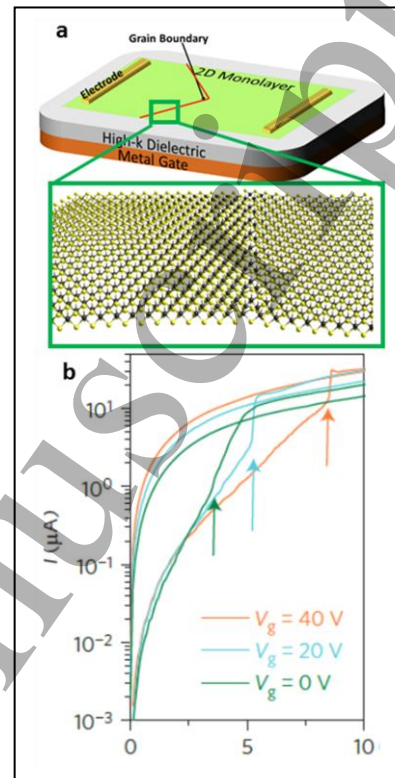 a
Grain Boundary
2D Monolayer
Electrode
High-k Dielectric
Metal Gate
b
I (μA)
10¹
10⁰
10⁻¹
10⁻²
10⁻³
V_g = 40 V
V_g = 20 V
V_g = 0 V
0 5 10